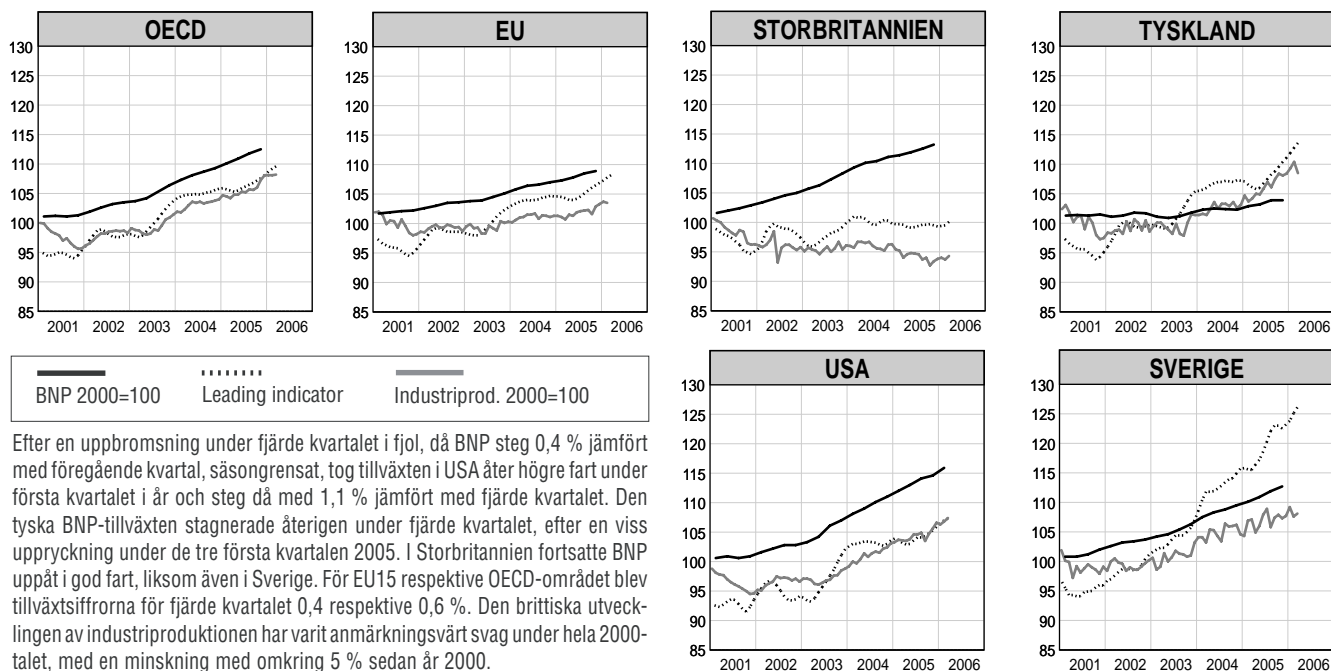 OECD
130
125
120
115
110
105
100
95
90
85
2001 2002 2003 2004 2005 2006
EU
130
125
120
115
110
105
100
95
90
85
2001 2002 2003 2004 2005 2006
STORBRITANNIEN
130
125
120
115
110
105
100
95
90
85
2001 2002 2003 2004 2005 2006
TYSKLAND
130
125
120
115
110
105
100
95
90
85
2001 2002 2003 2004 2005 2006
BNP 2000=100 Leading indicator Industriprod. 2000=100
Efter en uppbromsning under fjärde kvartalet i fjol, då BNP steg 0,4 % jämfört
med föregående kvartal, säsongrensat, tog tillväxten i USA åter högre fart under
första kvartalet i år och steg då med 1,1 % jämfört med fjärde kvartalet. Den
tyska BNP-tillväxten stagnerade återigen under fjärde kvartalet, efter en viss
uppryckning under de tre första kvartalen 2005. I Storbritannien fortsatte BNP
uppåt i god fart, liksom även i Sverige. För EU15 respektive OECD-området blev
tillväxtsiffrorna för fjärde kvartalet 0,4 respektive 0,6 %. Den brittiska utveck-
lingen av industriproduktionen har varit anmärkningsvärt svag under hela 2000-
talet, med en minskning med omkring 5 % sedan år 2000.
USA
130
125
120
115
110
105
100
95
90
85
2001 2002 2003 2004 2005 2006
SVERIGE
130
125
120
115
110
105
100
95
90
85
2001 2002 2003 2004 2005 2006